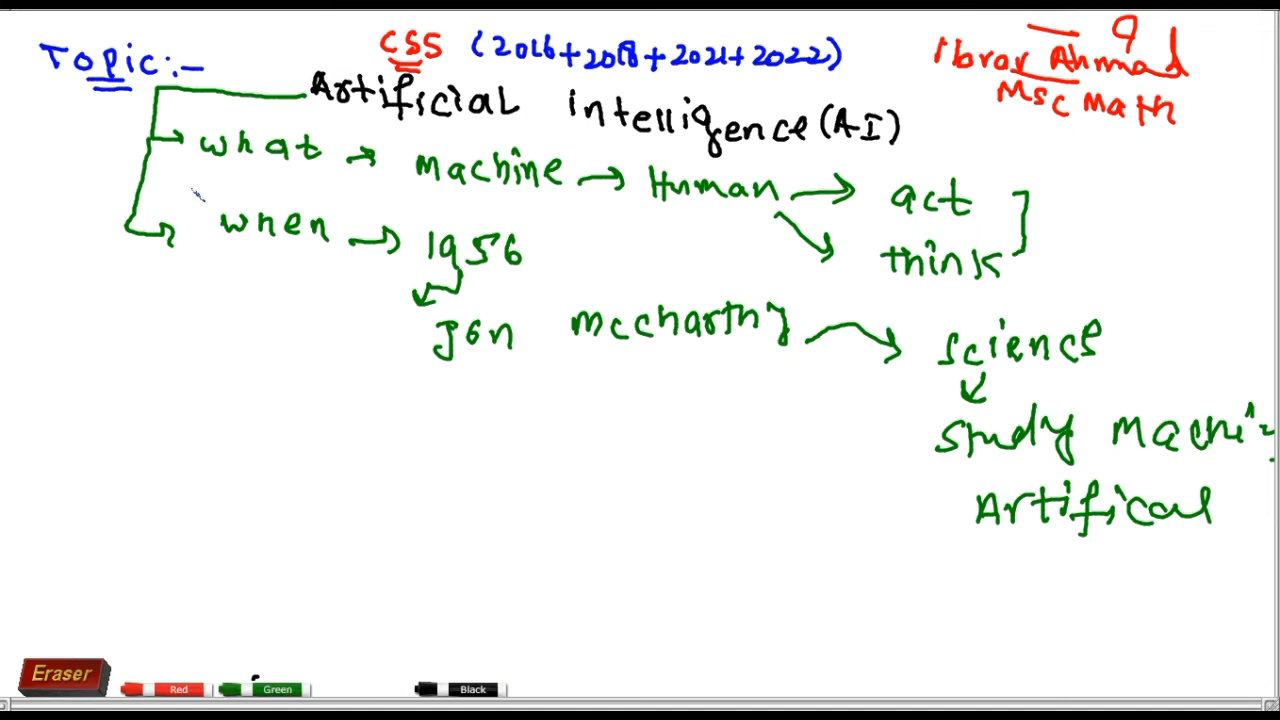 CSS (2016+2018+2021+2022)
Topic:-
Ibrar Ahmad
Msc Math
Artificial intelligence (AI)
what → machine → Human → act
think
when → 1956
Jon mccharthy → science
study machi
Artifical
Eraser
Red
Green
Black